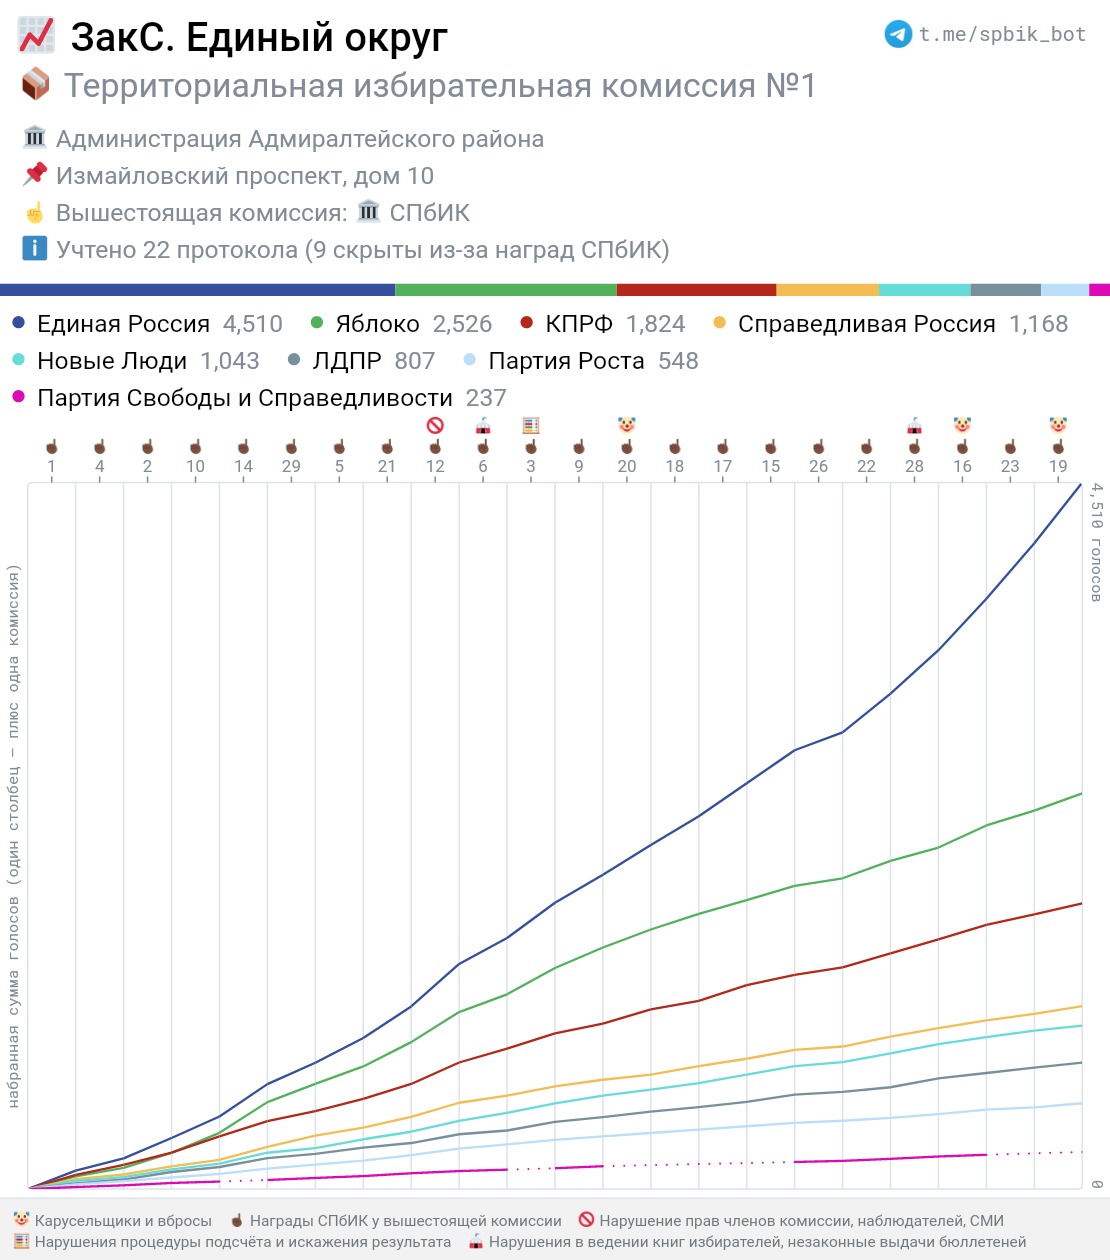 ЗакС. Единый округ
t.me/spbik_bot
Территориальная избирательная комиссия №1
Администрация Адмиралтейского района
Измайловский проспект, дом 10
Вышестоящая комиссия: СПбИК
Учтено 22 протокола (9 скрыты из-за наград СПбИК)
Единая Россия 4,510 Яблоко 2,526 КПРФ 1,824 Справедливая Россия 1,168
Новые Люди 1,043 ЛДПР 807 Партия Роста 548
Партия Свободы и Справедливости 237
1 4 2 10 14 29 5 21 12 6 3 9 20 18 17 15 26 22 28 16 23 19
4,510 голосов
набранная сумма голосов (один столбец — плюс одна комиссия)
0
Карусельщики и вбросы Награды СПбИК у вышестоящей комиссии Нарушение прав членов комиссии, наблюдателей, СМИ
Нарушения процедуры подсчёта и искажения результата Нарушения в ведении книг избирателей, незаконные выдачи бюллетеней